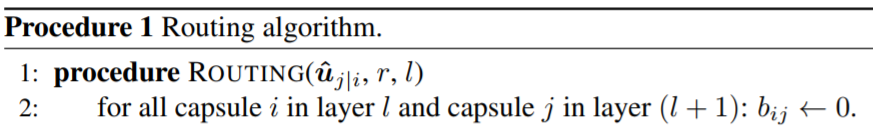 Procedure 1 Routing algorithm.
1: procedure ROUTING(û_{j|i}, r, l)
2: for all capsule i in layer l and capsule j in layer (l + 1): b_{ij} ← 0.